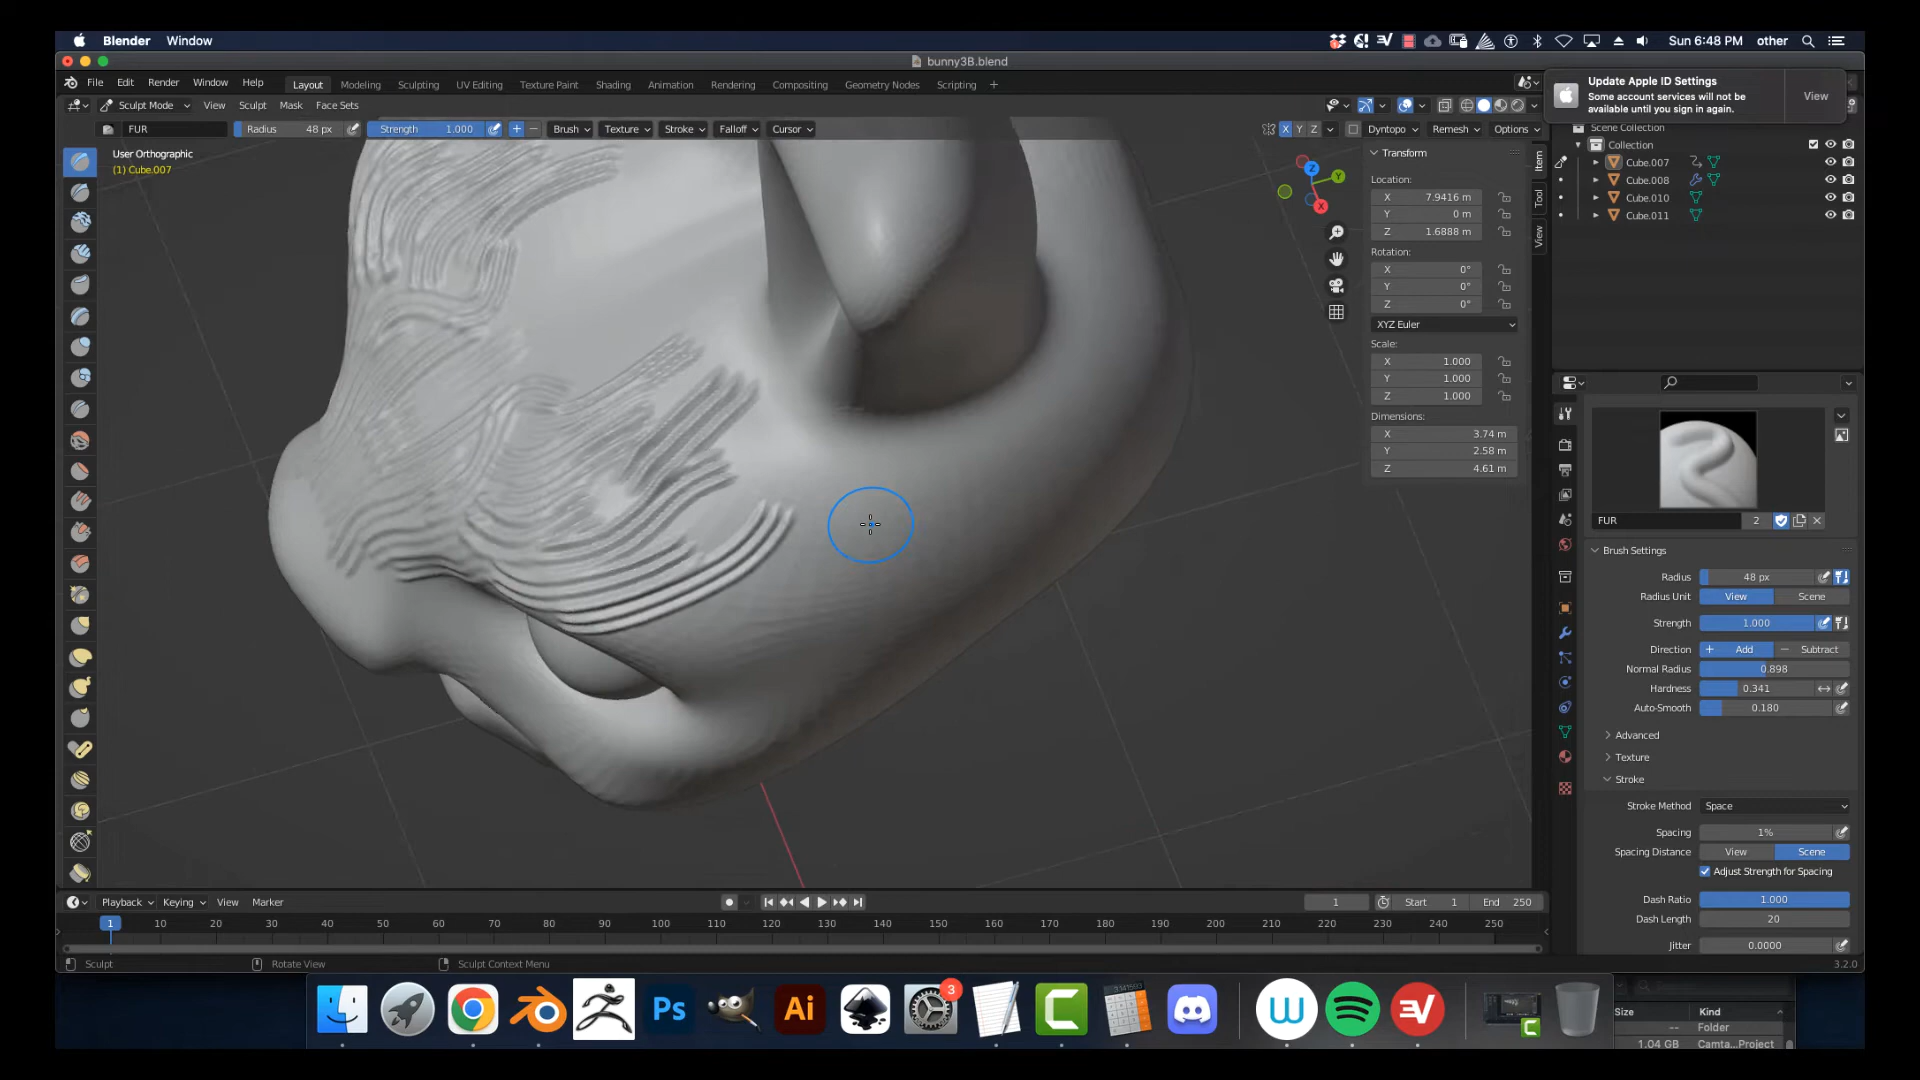 Blender Window
Sun 6:48 PM other
bunny3B.blend
File Edit Render Window Help
Layout Modeling Sculpting UV Editing Texture Paint Shading Animation Rendering Compositing Geometry Nodes Scripting
Update Apple ID Settings
Some account services will not be
available until you sign in again.
View
Sculpt Mode View Sculpt Mask Face Sets
FUR Radius 48 px Strength 1.000 Brush Texture Stroke Falloff Cursor
X Y Z Dyntopo Remesh Options
User Orthographic
(1) Cube.007
Z
Y
X
Transform
Location:
X 7.9416 m
Y 0 m
Z 1.6888 m
Rotation:
X 0°
Y 0°
Z 0°
XYZ Euler
Scale:
X 1.000
Y 1.000
Z 1.000
Dimensions:
X 3.74 m
Y 2.58 m
Z 4.61 m
Item
Tool
View
Scene Collection
Collection
Cube.007
Cube.008
Cube.010
Cube.011
FUR 2
Brush Settings
Radius 48 px
Radius Unit View Scene
Strength 1.000
Direction Add Subtract
Normal Radius 0.898
Hardness 0.341
Auto-Smooth 0.180
Advanced
Texture
Stroke
Stroke Method Space
Spacing 1%
Spacing Distance View Scene
Adjust Strength for Spacing
Dash Ratio 1.000
Dash Length 20
Jitter 0.0000
Playback Keying View Marker
1 Start 1 End 250
1 10 20 30 40 50 60 70 80 90 100 110 120 130 140 150 160 170 180 190 200 210 220 230 240 250
Sculpt Rotate View Sculpt Context Menu
3.2.0
3
Ps
Ai
Size Kind
-- Folder
1.04 GB Camta...Project